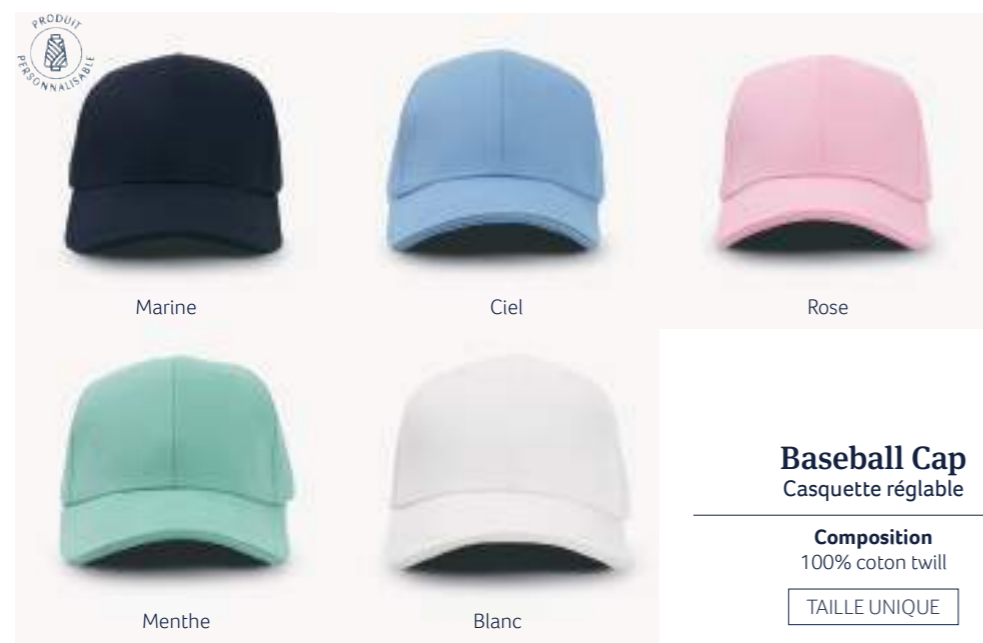 PRODUIT
PERSONNALISABLE
Marine
Ciel
Rose
Menthe
Blanc
Baseball Cap
Casquette réglable
Composition
100% coton twill
TAILLE UNIQUE